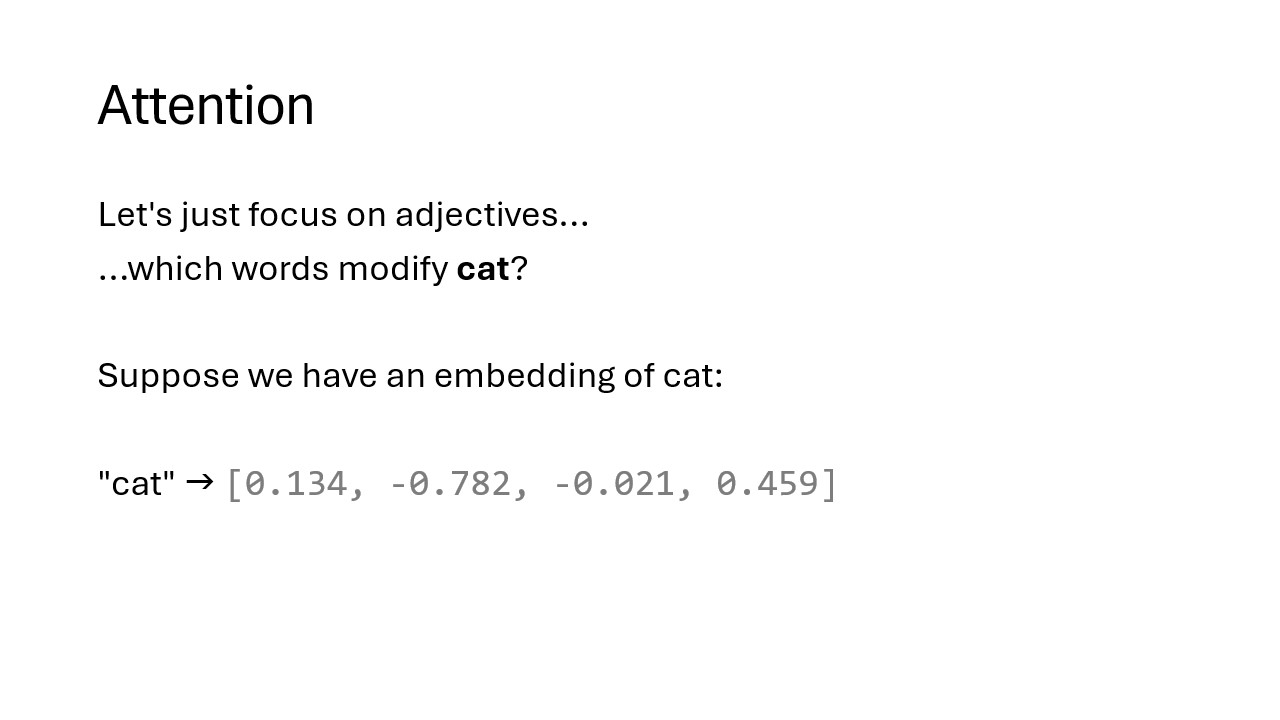 Attention
Let's just focus on adjectives...
...which words modify cat?
Suppose we have an embedding of cat:
"cat" → [0.134, -0.782, -0.021, 0.459]